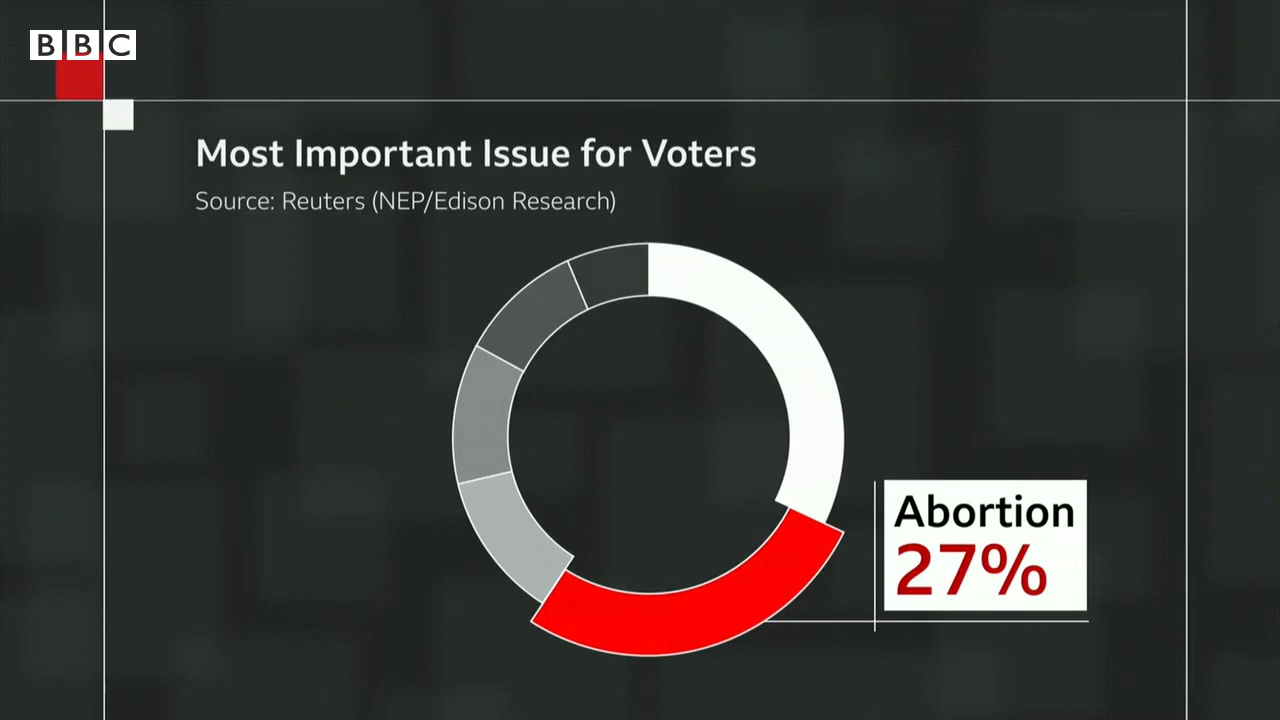 BBC
Most Important Issue for Voters
Source: Reuters (NEP/Edison Research)
Abortion
27%